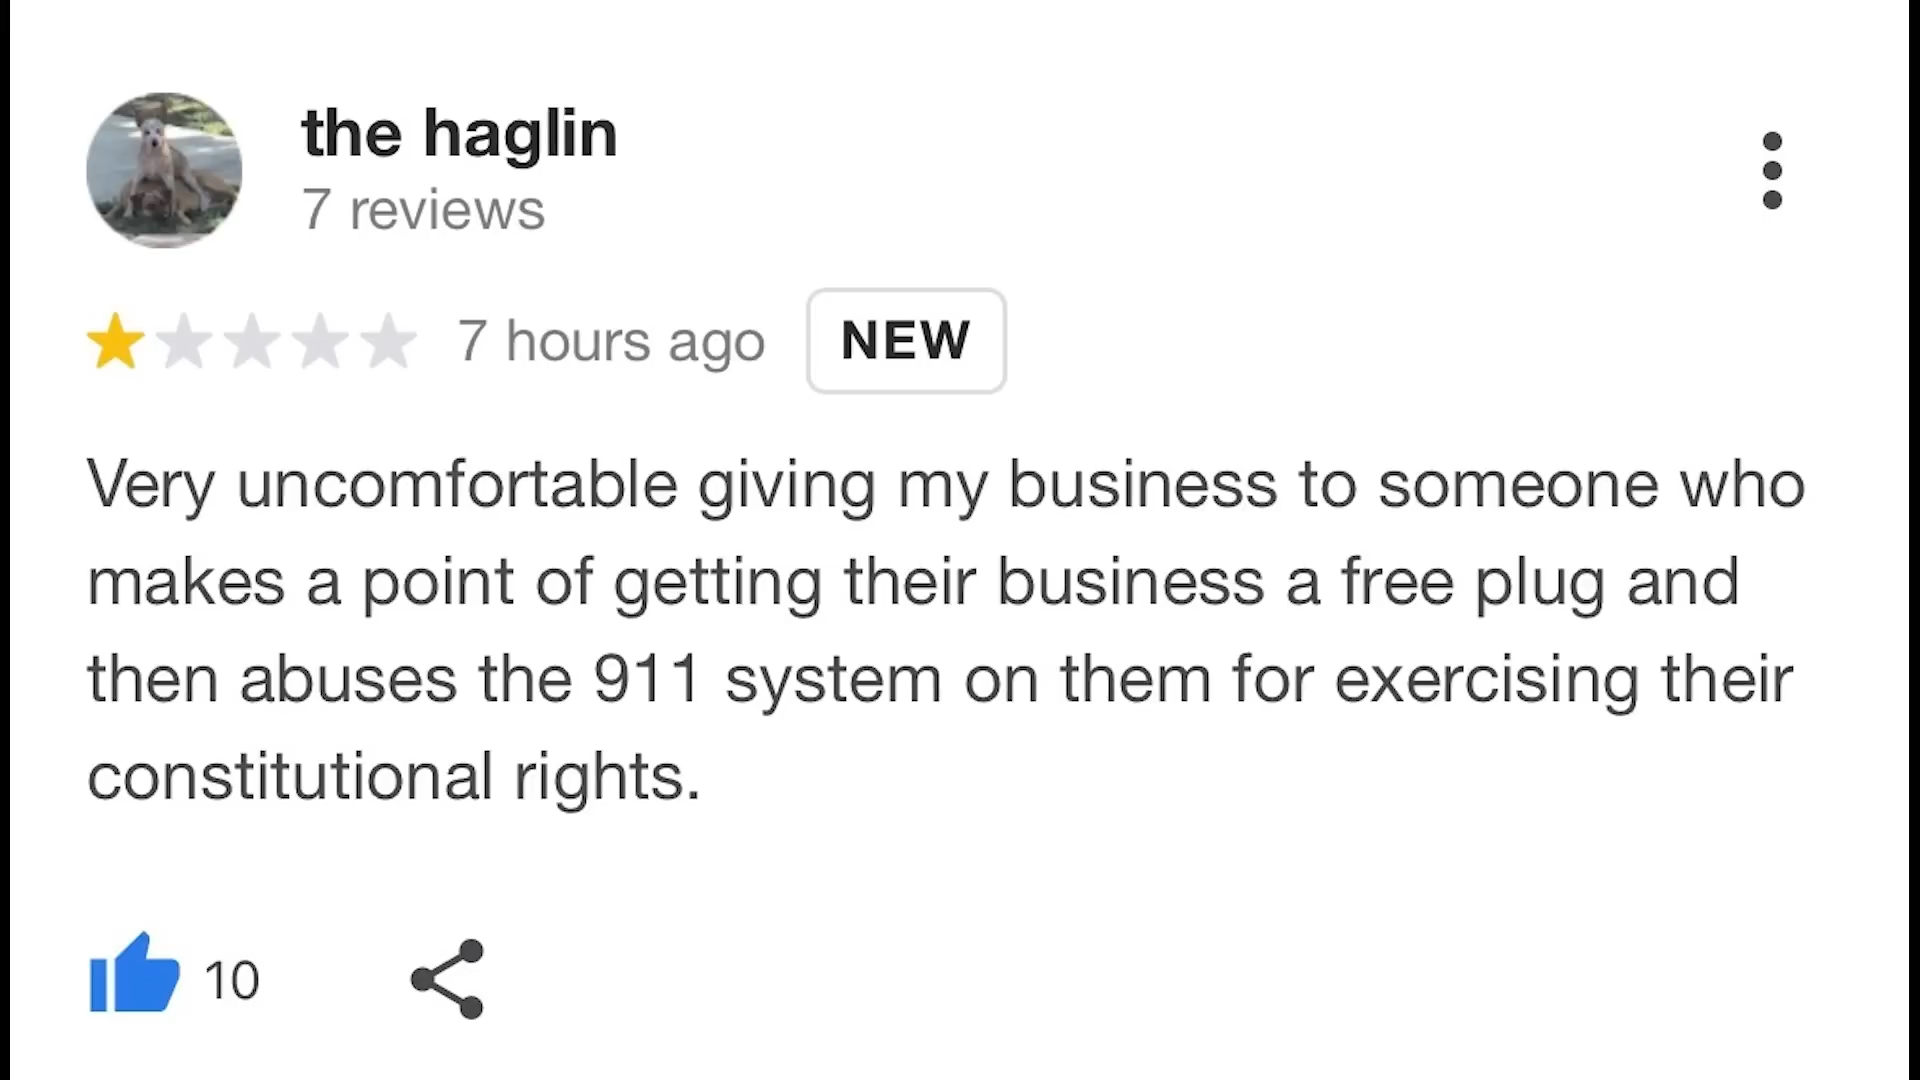 the haglin
7 reviews
7 hours ago NEW
Very uncomfortable giving my business to someone who
makes a point of getting their business a free plug and
then abuses the 911 system on them for exercising their
constitutional rights.
10